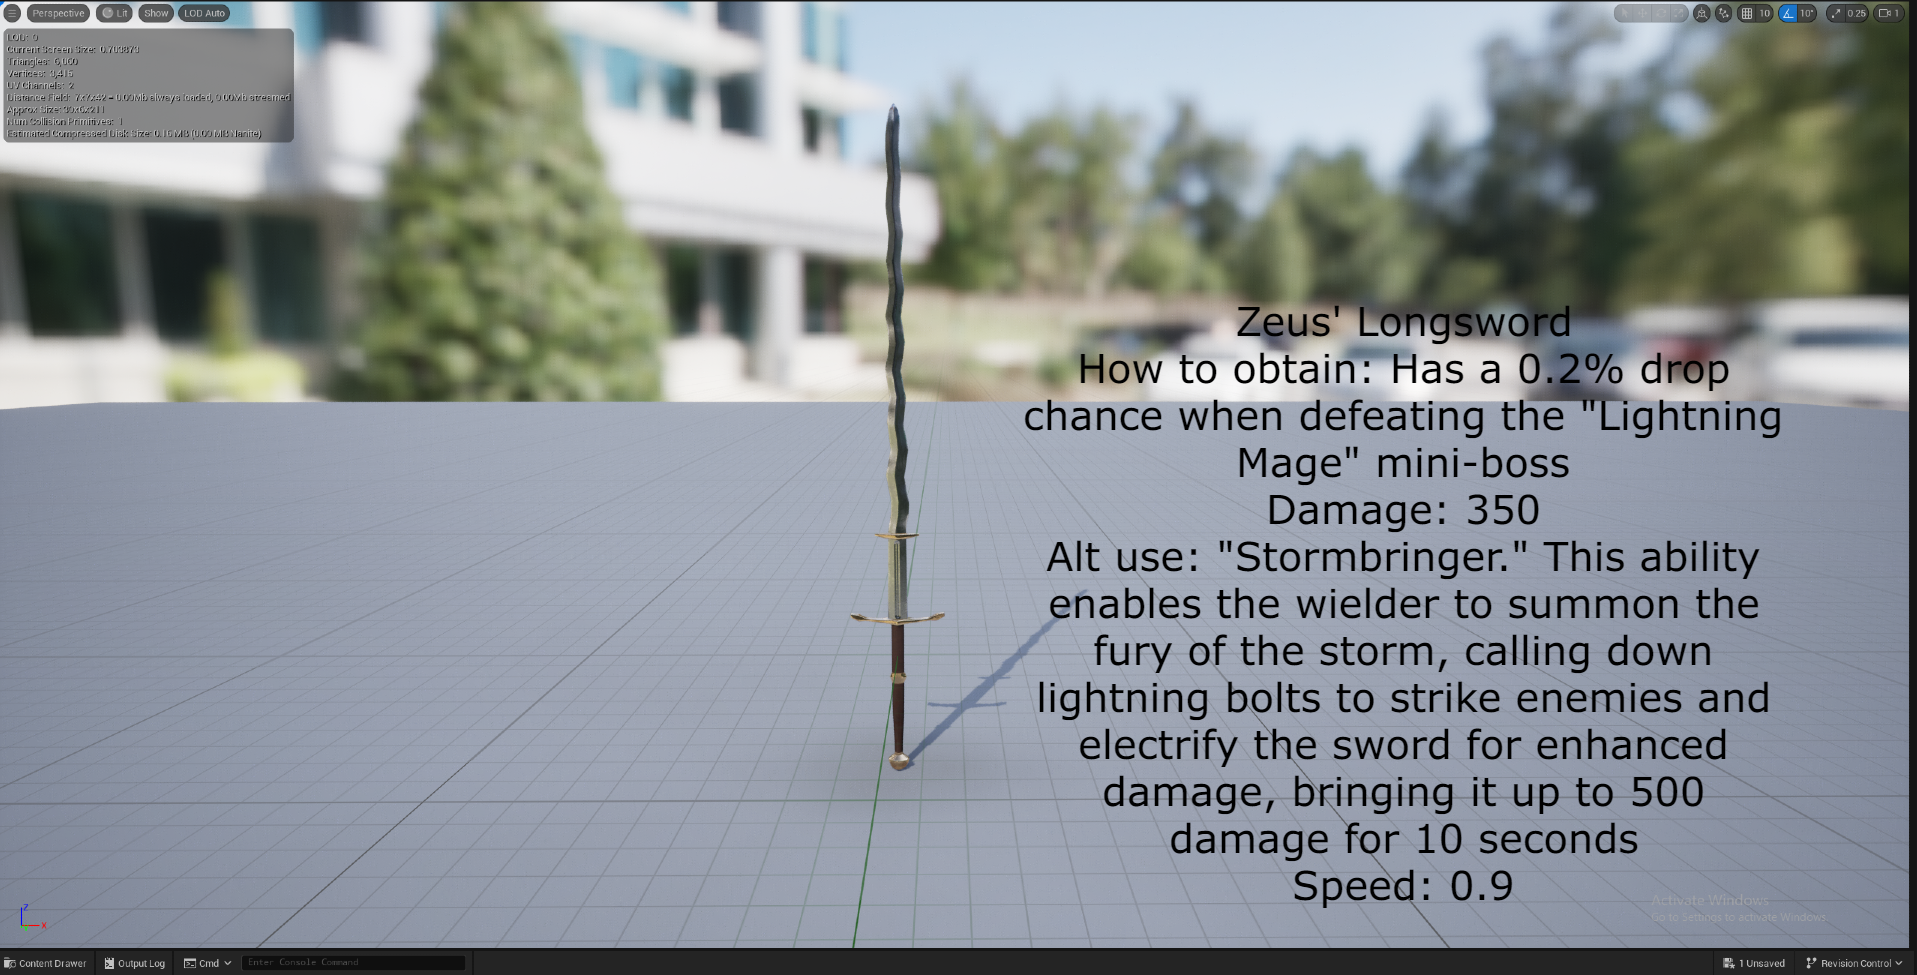 Perspective
Lit
Show
LOD Auto
10
10°
0.25
1
LOD: 0
Current Screen Size: 0.703873
Triangles: 6,000
Vertices: 3,415
UV Channels: 2
Distance Field: 7x7x42 = 0.00Mb always loaded, 0.00Mb streamed
Approx Size: 30x6x211
Num Collision Primitives: 1
Estimated Compressed Disk Size: 0.16 MB (0.00 MB Nanite)
Zeus' Longsword
How to obtain: Has a 0.2% drop
chance when defeating the "Lightning
Mage" mini-boss
Damage: 350
Alt use: "Stormbringer." This ability
enables the wielder to summon the
fury of the storm, calling down
lightning bolts to strike enemies and
electrify the sword for enhanced
damage, bringing it up to 500
damage for 10 seconds
Speed: 0.9
Activate Windows
Go to Settings to activate Windows.
Z
X
Content Drawer
Output Log
Cmd
Enter Console Command
1 Unsaved
Revision Control